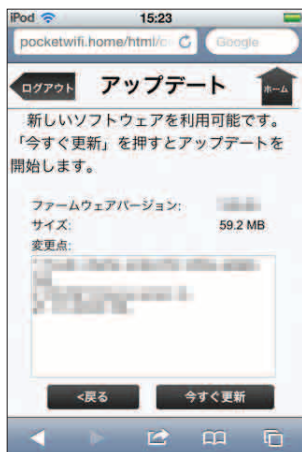 iPod 15:23
pocketwifi.home/html/c Google
ログアウト アップデート ホーム
新しいソフトウェアを利用可能です。
「今すぐ更新」を押すとアップデートを
開始します。
ファームウェアバージョン:
サイズ: 59.2 MB
変更点:
<戻る 今すぐ更新